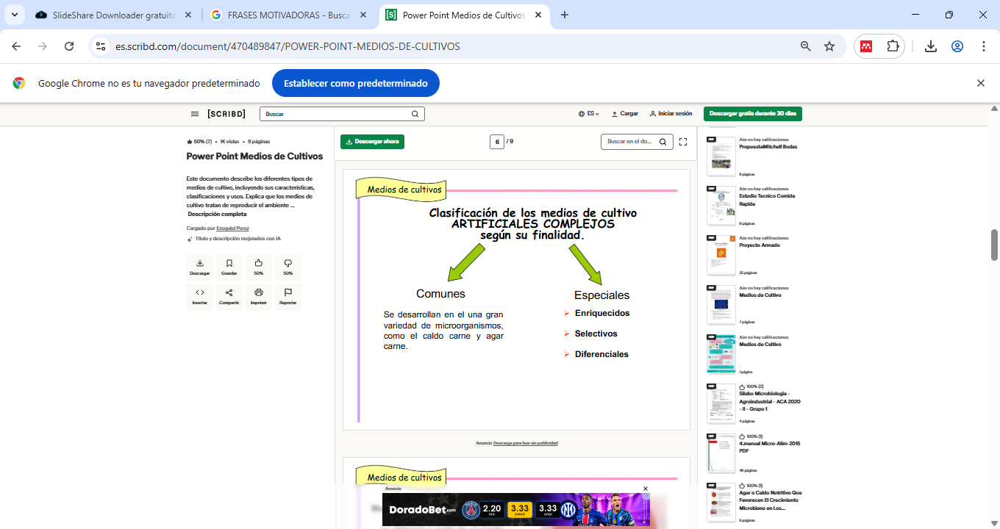 SlideShare Downloader gratuito
FRASES MOTIVADORAS - Busca
Power Point Medios de Cultivos
es.scribd.com/document/470489847/POWER-POINT-MEDIOS-DE-CULTIVOS
Google Chrome no es tu navegador predeterminado
Establecer como predeterminado
[SCRIBD]
Buscar
ES
Cargar
Iniciar sesión
Descargar gratis durante 30 días
50% (2) • 1K vistas • 9 páginas
Power Point Medios de Cultivos
Este documento describe los diferentes tipos de
medios de cultivo, incluyendo sus características,
clasificaciones y usos. Explica que los medios de
cultivo tratan de reproducir el ambiente ...
Descripción completa
Cargado por Ezequiel Perez
Título y descripción mejorados con IA
Descargar
Guardar
50%
50%
Insertar
Compartir
Imprimir
Reportar
Descargar ahora
6 / 9
Buscar en el do...
Medios de cultivos
Clasificación de los medios de cultivo
ARTIFICIALES COMPLEJOS
según su finalidad.
Comunes
Se desarrollan en el una gran
variedad de microorganismos,
como el caldo carne y agar
carne.
Especiales
Enriquecidos
Selectivos
Diferenciales
Anuncio Descarga para leer sin publicidad
Medios de cultivos
Anuncio
DoradoBet.com
2.20
PSG
3.33
EMPATE
3.33
INTER
Aún no hay calificaciones
PropuestaMitchell Bodas
8 páginas
Aún no hay calificaciones
Estudio Tecnico Comida
Rapida
8 páginas
Aún no hay calificaciones
Proyecto Armado
35 páginas
Aún no hay calificaciones
Medios de Cultivo
7 páginas
Aún no hay calificaciones
Medios de Cultivo
1 página
100% (2)
Silabo Microbiologia -
Agroindustrial - ACA 2020
- II - Grupo 1
4 páginas
100% (1)
4.manual Micro-Alim-2015
PDF
49 páginas
100% (1)
Agar o Caldo Nutritivo Que
Favorecen El Crecimiento
Microbiano en Los...
6 páginas